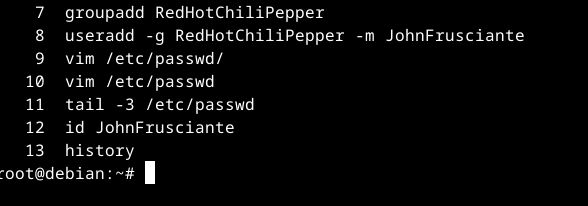 7 groupadd RedHotChiliPepper
8 useradd -g RedHotChiliPepper -m JohnFrusciante
9 vim /etc/passwd/
10 vim /etc/passwd
11 tail -3 /etc/passwd
12 id JohnFrusciante
13 history
root@debian:~#